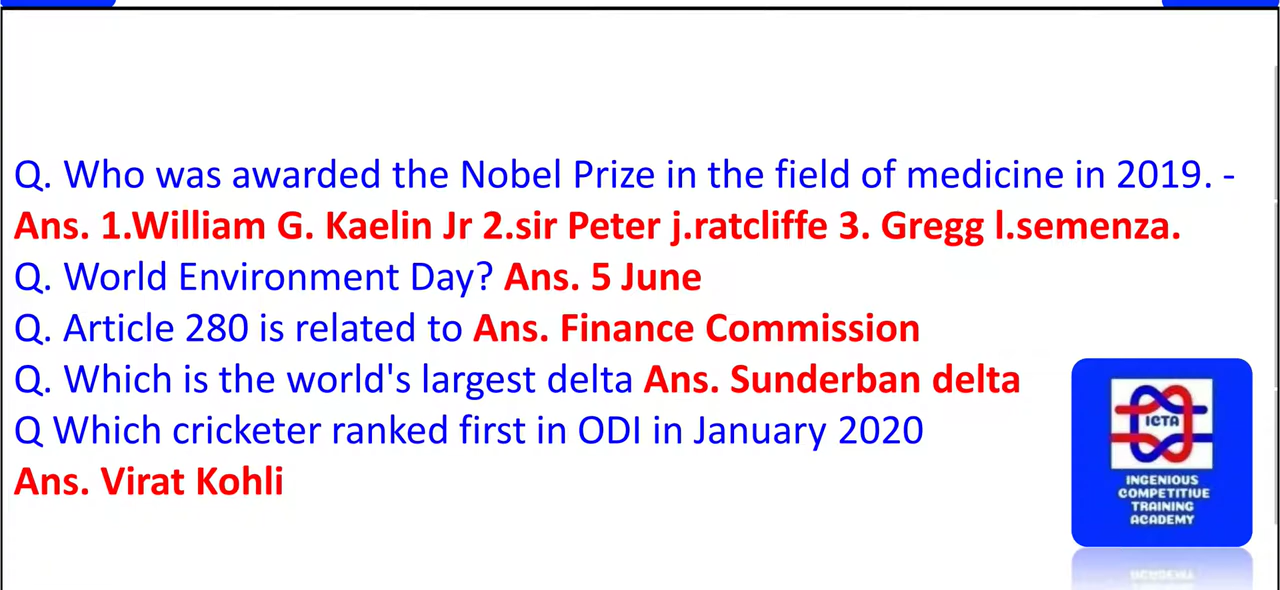 Q. Who was awarded the Nobel Prize in the field of medicine in 2019. -
Ans. 1.William G. Kaelin Jr 2.sir Peter j.ratcliffe 3. Gregg l.semenza.
Q. World Environment Day? Ans. 5 June
Q. Article 280 is related to Ans. Finance Commission
Q. Which is the world's largest delta Ans. Sunderban delta
Q Which cricketer ranked first in ODI in January 2020
Ans. Virat Kohli
ICTA
INGENIOUS
COMPETITIVE
TRAINING
ACADEMY